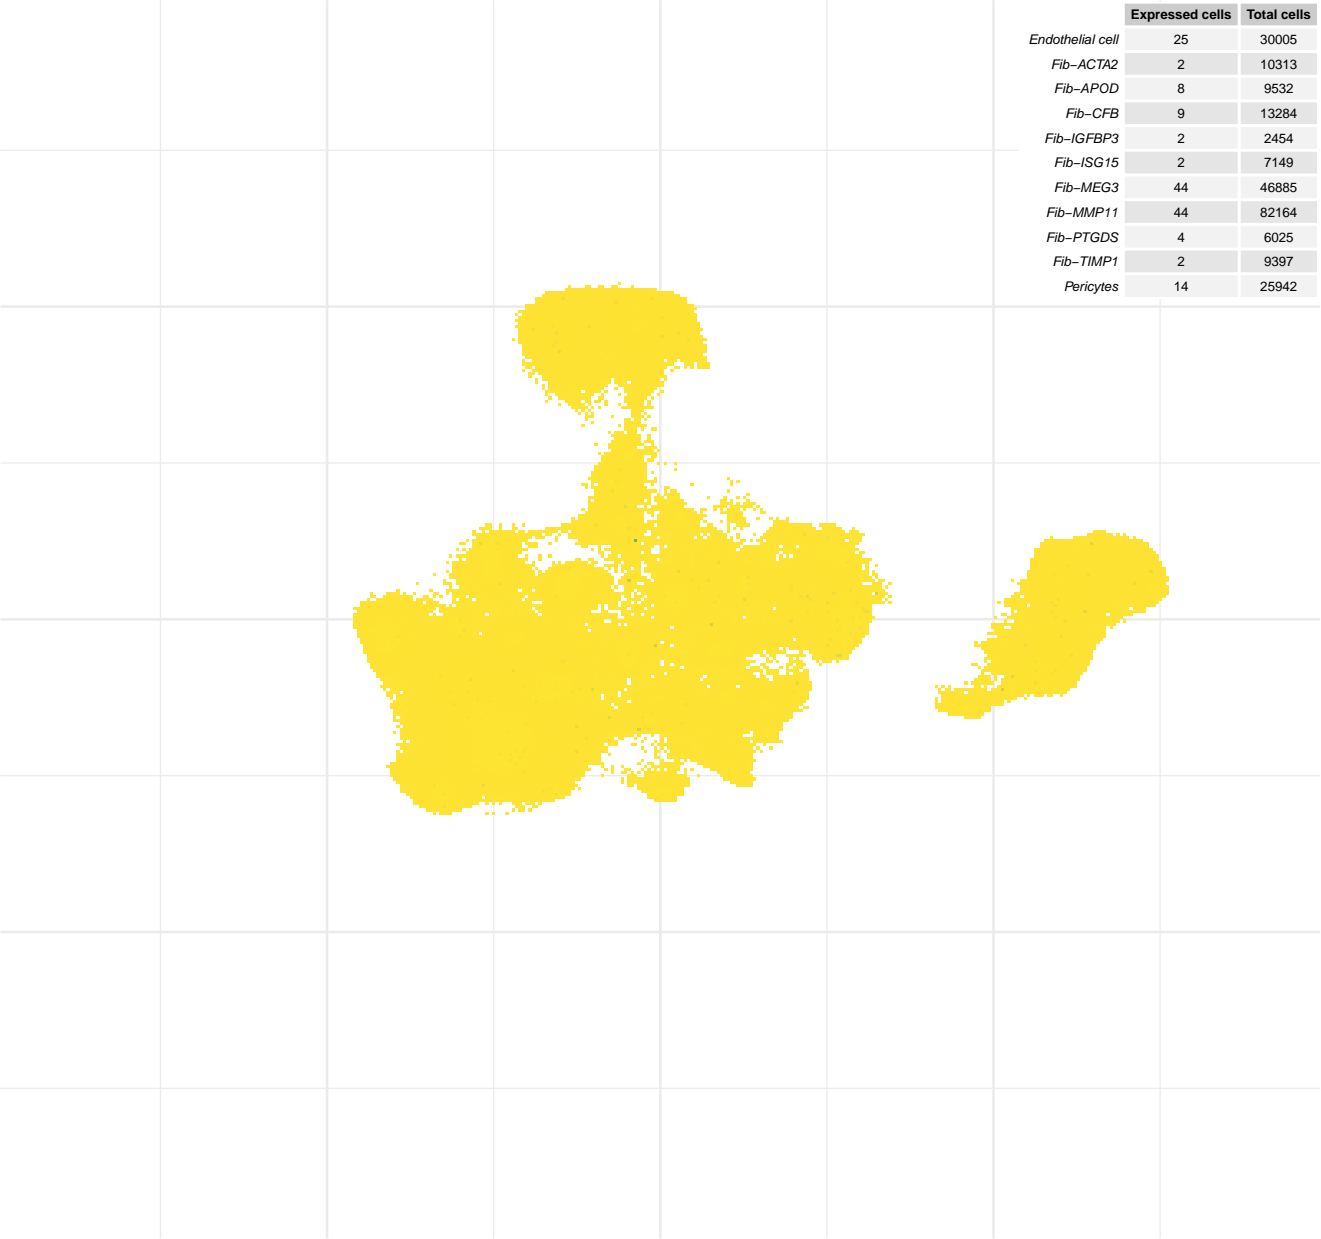 Expressed cells Total cells
Endothelial cell 25 30005
Fib−ACTA2 2 10313
Fib−APOD 8 9532
Fib−CFB 9 13284
Fib−IGFBP3 2 2454
Fib−ISG15 2 7149
Fib−MEG3 44 46885
Fib−MMP11 44 82164
Fib−PTGDS 4 6025
Fib−TIMP1 2 9397
Pericytes 14 25942